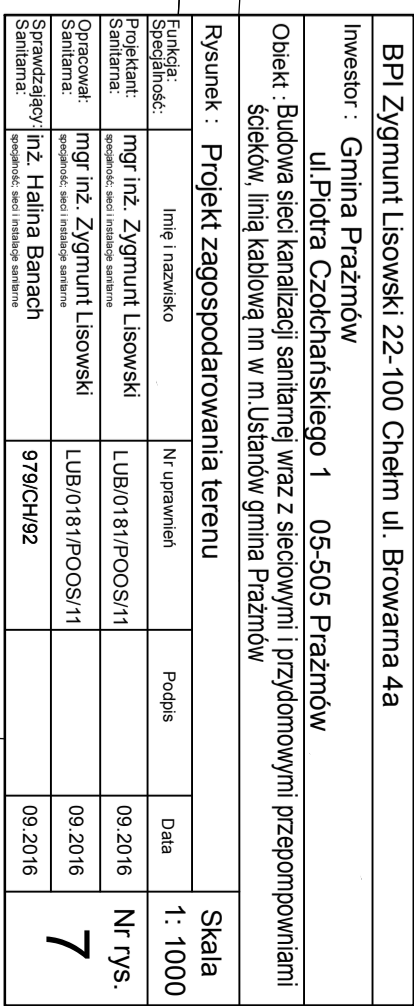 BPI Zygmunt Lisowski 22-100 Chełm ul. Browarna 4a
Inwestor : Gmina Prażmów
ul.Piotra Czołchańskiego 1 05-505 Prażmów
Obiekt : Budowa sieci kanalizacji sanitarnej wraz z sieciowymi i przydomowymi przepompowniami
ścieków, linią kablową nn w m.Ustanów gmina Prażmów
Rysunek : Projekt zagospodarowania terenu
Skala
1: 1000
Funkcja:
Specjalność:
Imię i nazwisko
Nr uprawnień
Podpis
Data
Projektant:
Sanitarna:
mgr inż. Zygmunt Lisowski
specjalność; sieci i instalacje sanitarne
LUB/0181/POOS/11
09.2016
Nr rys.
7
Opracował:
Sanitarna:
mgr inż. Zygmunt Lisowski
specjalność; sieci i instalacje sanitarne
LUB/0181/POOS/11
09.2016
Sprawdzający:
Sanitarna:
inż. Halina Banach
specjalność; sieci i instalacje sanitarne
979/CH/92
09.2016